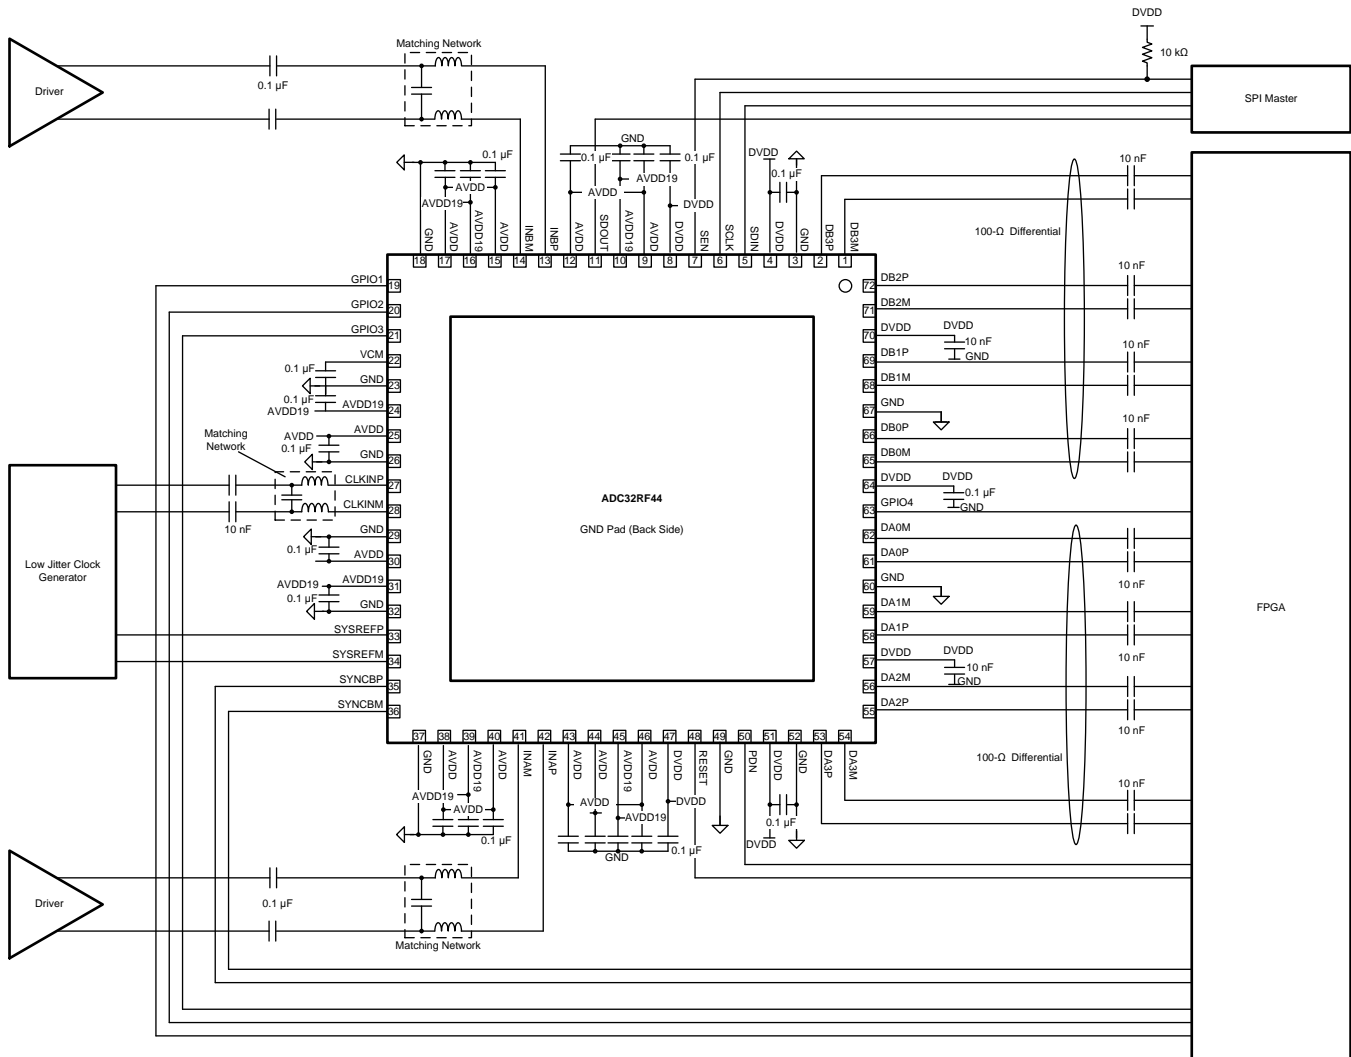 DVDD
10 kΩ
SPI Master
Matching Network
Driver
0.1 µF
GND
0.1 µF
0.1 µF
0.1 µF
DVDD
0.1 µF
AVDD19
AVDD
AVDD19
AVDD
DVDD
10 nF
100-Ω Differential
GND
AVDD
AVDD19
AVDD
INBM
INBP
AVDD
SDOUT
AVDD19
AVDD
DVDD
SEN
SCLK
SDIN
DVDD
GND
DB3P
DB3M
18
17
16
15
14
13
12
11
10
9
8
7
6
5
4
3
2
1
GPIO1
19
GPIO2
20
GPIO3
21
VCM
22
0.1 µF
GND
23
0.1 µF
AVDD19
AVDD19
24
Matching
Network
AVDD
AVDD
25
0.1 µF
GND
26
CLKINP
27
CLKINM
28
10 nF
GND
29
0.1 µF
AVDD
30
Low Jitter Clock
Generator
AVDD19
AVDD19
31
0.1 µF
GND
32
SYSREFP
33
SYSREFM
34
SYNCBP
35
SYNCBM
36
ADC32RF44
GND Pad (Back Side)
72
DB2P
10 nF
71
DB2M
70
DVDD
DVDD
10 nF
GND
69
DB1P
10 nF
68
DB1M
67
GND
66
DB0P
10 nF
65
DB0M
64
DVDD
DVDD
0.1 µF
GND
63
GPIO4
62
DA0M
61
DA0P
10 nF
60
GND
59
DA1M
58
DA1P
10 nF
57
DVDD
DVDD
10 nF
GND
56
DA2M
55
DA2P
10 nF
FPGA
37
38
39
40
41
42
43
44
45
46
47
48
49
50
51
52
53
54
GND
AVDD
AVDD19
AVDD
INAM
INAP
AVDD
AVDD
AVDD19
AVDD
DVDD
RESET
GND
PDN
DVDD
GND
DA3P
DA3M
100-Ω Differential
10 nF
AVDD19
AVDD
0.1 µF
AVDD
AVDD19
DVDD
GND
0.1 µF
0.1 µF
DVDD
Driver
0.1 µF
Matching Network